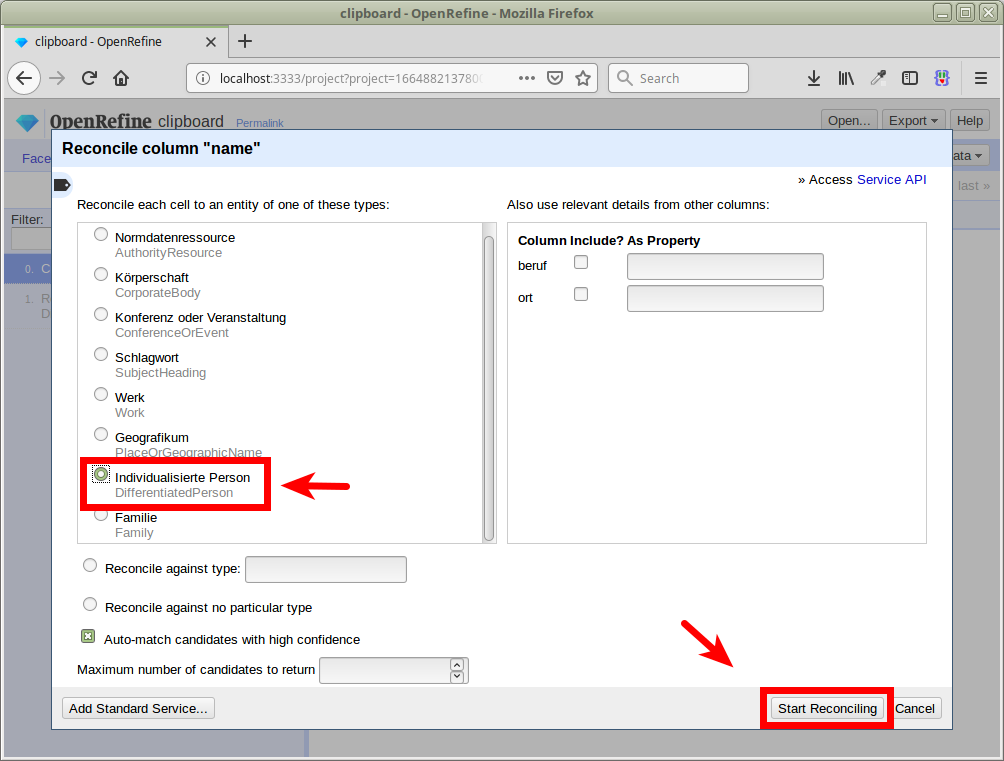 clipboard - OpenRefine - Mozilla Firefox
clipboard - OpenRefine
localhost:3333/project?project=166488213780
Search
OpenRefine clipboard Permalink
Open... Export Help
Reconcile column "name"
Face
ata
» Access Service API
last »
Reconcile each cell to an entity of one of these types:
Also use relevant details from other columns:
Filter:
Normdatenressource
AuthorityResource
Körperschaft
CorporateBody
Konferenz oder Veranstaltung
ConferenceOrEvent
Schlagwort
SubjectHeading
Werk
Work
Geografikum
PlaceOrGeographicName
Individualisierte Person
DifferentiatedPerson
Familie
Family
Column Include? As Property
beruf
ort
0. C
1. R
D
Reconcile against type:
Reconcile against no particular type
Auto-match candidates with high confidence
Maximum number of candidates to return
Add Standard Service...
Start Reconciling
Cancel